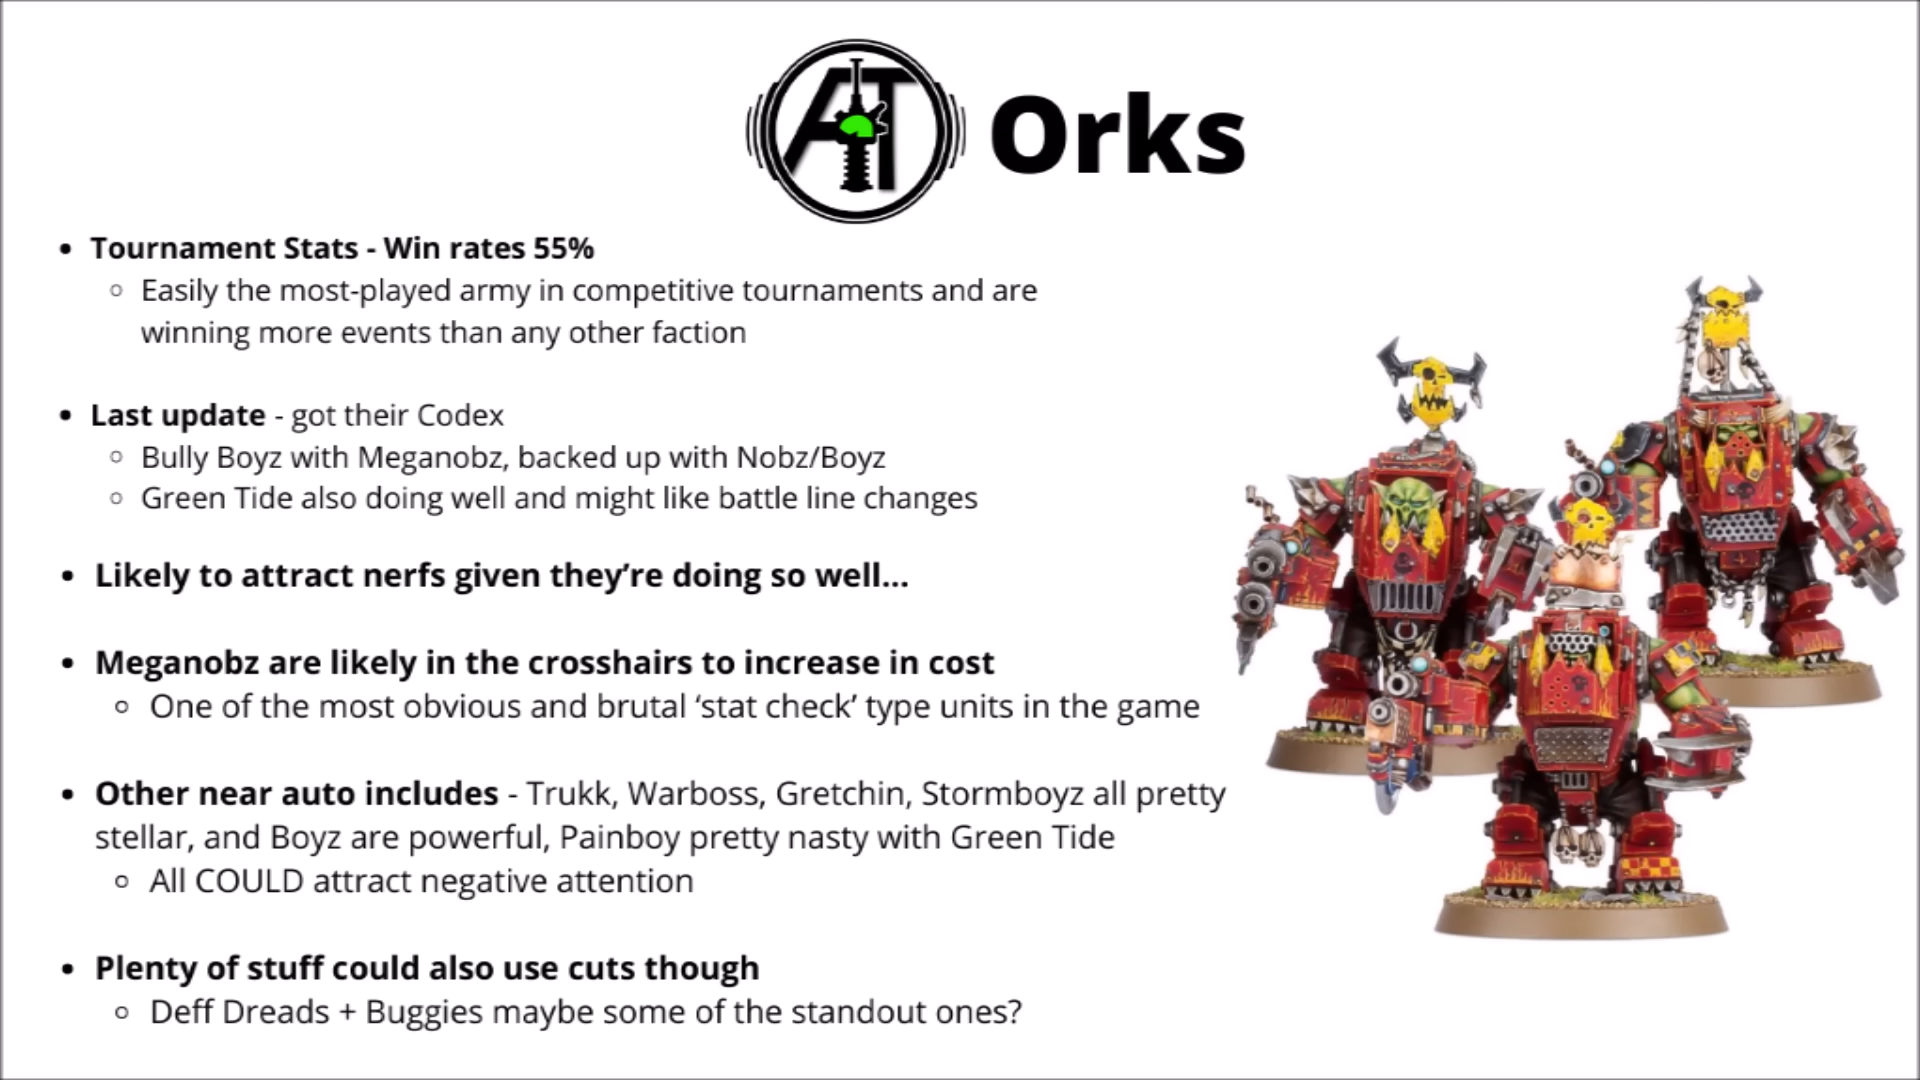 AT Orks
• Tournament Stats - Win rates 55%
○ Easily the most-played army in competitive tournaments and are
winning more events than any other faction
• Last update - got their Codex
○ Bully Boyz with Meganobz, backed up with Nobz/Boyz
○ Green Tide also doing well and might like battle line changes
• Likely to attract nerfs given they’re doing so well...
• Meganobz are likely in the crosshairs to increase in cost
○ One of the most obvious and brutal ‘stat check’ type units in the game
• Other near auto includes - Trukk, Warboss, Gretchin, Stormboyz all pretty
stellar, and Boyz are powerful, Painboy pretty nasty with Green Tide
○ All COULD attract negative attention
• Plenty of stuff could also use cuts though
○ Deff Dreads + Buggies maybe some of the standout ones?